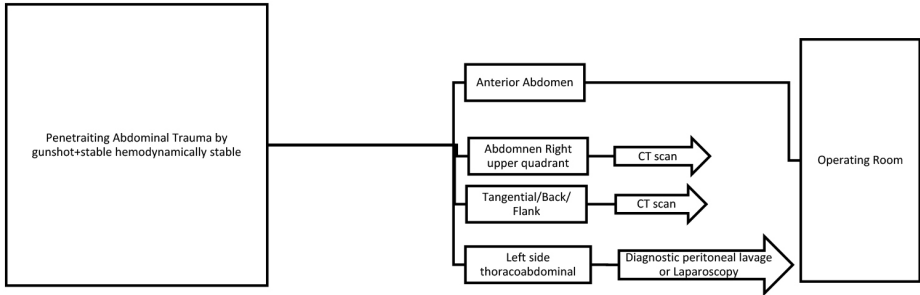 Penetraiting Abdominal Trauma by
gunshot+stable hemodynamically stable
Anterior Abdomen
Abdomnen Right
upper quadrant
CT scan
Tangential/Back/
Flank
CT scan
Left side
thoracoabdominal
Diagnostic peritoneal lavage
or Laparoscopy
Operating Room